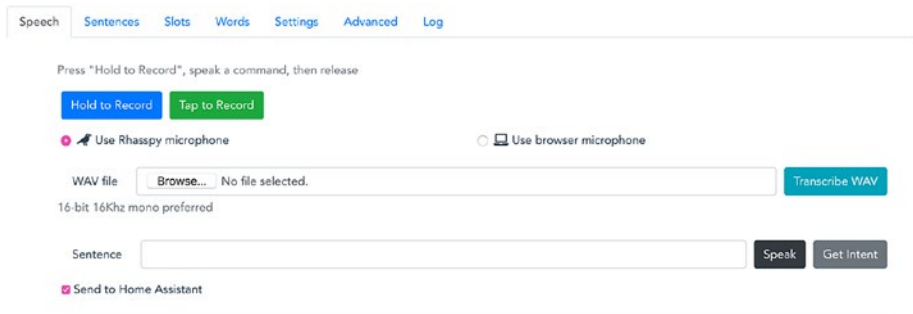 Speech Sentences Slots Words Settings Advanced Log
Press "Hold to Record", speak a command, then release
Hold to Record Tap to Record
Use Rhasspy microphone Use browser microphone
WAV file Browse... No file selected. Transcribe WAV
16-bit 16Khz mono preferred
Sentence Speak Get Intent
Send to Home Assistant